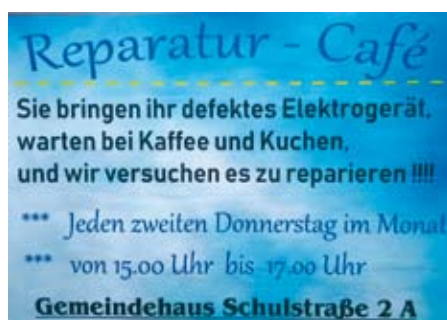 Reparatur - Café
Sie bringen ihr defektes Elektrogerät,
warten bei Kaffee und Kuchen,
und wir versuchen es zu reparieren !!!!
*** Jeden zweiten Donnerstag im Monat
*** von 15.00 Uhr bis 17.00 Uhr
Gemeindehaus Schulstraße 2 A